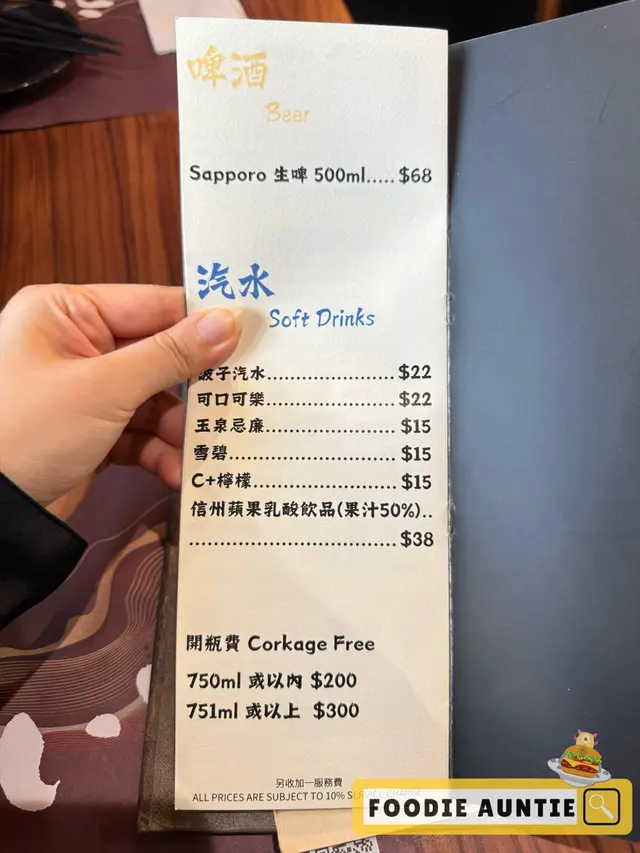 啤酒
Beer
Sapporo 生啤 500ml..... $68
汽水
Soft Drinks
波子汽水...................... $22
可口可樂...................... $22
玉泉忌廉...................... $15
雪碧............................ $15
C+檸檬........................ $15
信州蘋果乳酸飲品(果汁50%)..
.................................. $38
開瓶費 Corkage Free
750ml 或以內 $200
751ml 或以上 $300
另收加一服務費
ALL PRICES ARE SUBJECT TO 10% SERVICE CHARGE
FOODIE AUNTIE